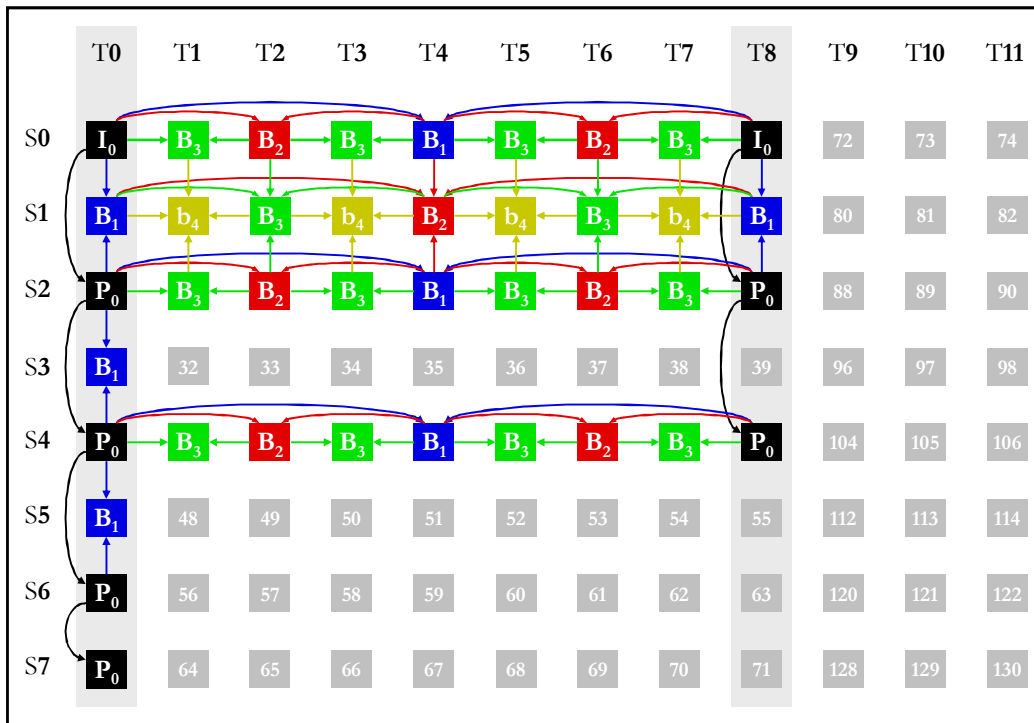 T0 T1 T2 T3 T4 T5 T6 T7 T8 T9 T10 T11
S0 I0 B3 B2 B3 B1 B3 B2 B3 I0 72 73 74
S1 B1 b4 B3 b4 B2 b4 B3 b4 B1 80 81 82
S2 P0 B3 B2 B3 B1 B3 B2 B3 P0 88 89 90
S3 B1 32 33 34 35 36 37 38 39 96 97 98
S4 P0 B3 B2 B3 B1 B3 B2 B3 P0 104 105 106
S5 B1 48 49 50 51 52 53 54 55 112 113 114
S6 P0 56 57 58 59 60 61 62 63 120 121 122
S7 P0 64 65 66 67 68 69 70 71 128 129 130